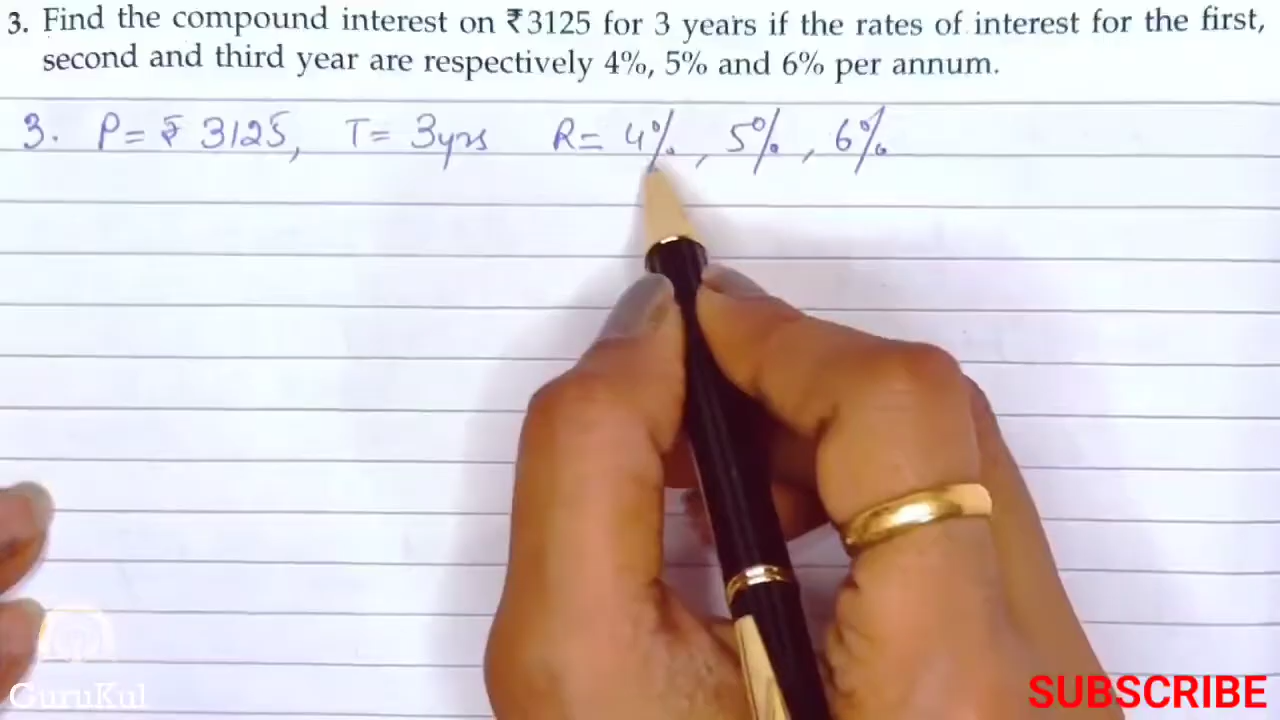 3. Find the compound interest on ₹3125 for 3 years if the rates of interest for the first,
second and third year are respectively 4%, 5% and 6% per annum.
3. P = ₹ 3125, T = 3yrs R = 4%, 5%, 6%
GuruKul
SUBSCRIBE